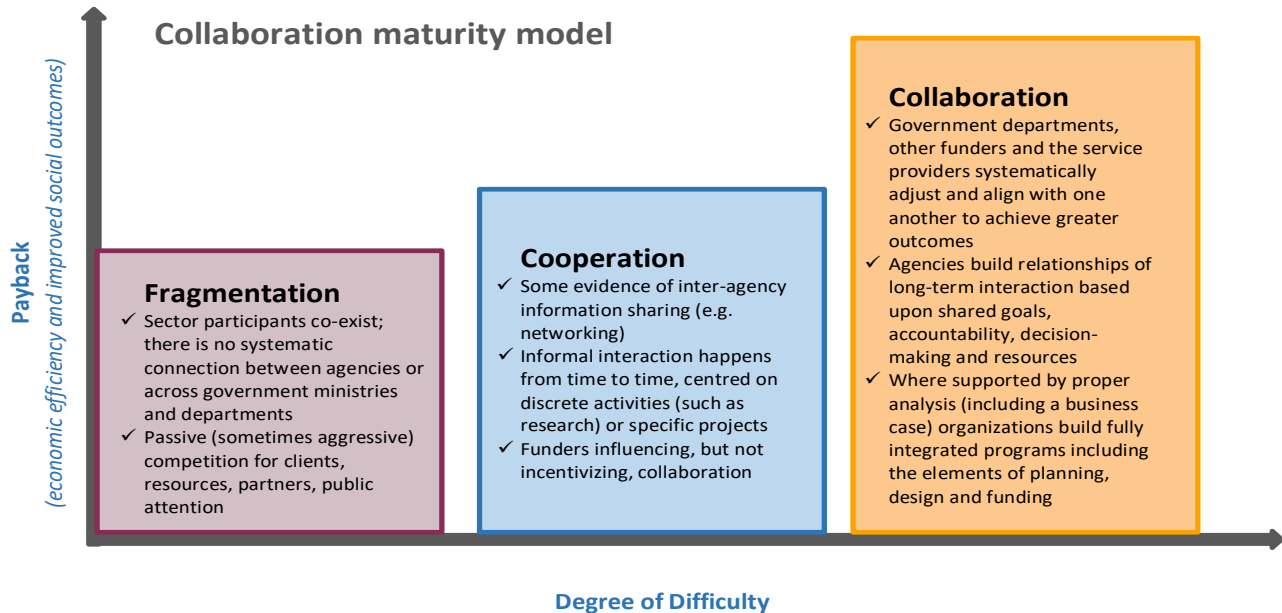 Collaboration maturity model
Payback
(economic efficiency and improved social outcomes)
Fragmentation
✓ Sector participants co-exist;
there is no systematic
connection between agencies or
across government ministries
and departments
✓ Passive (sometimes aggressive)
competition for clients,
resources, partners, public
attention
Cooperation
✓ Some evidence of inter-agency
information sharing (e.g.
networking)
✓ Informal interaction happens
from time to time, centred on
discrete activities (such as
research) or specific projects
✓ Funders influencing, but not
incentivizing, collaboration
Collaboration
✓ Government departments,
other funders and the service
providers systematically
adjust and align with one
another to achieve greater
outcomes
✓ Agencies build relationships of
long-term interaction based
upon shared goals,
accountability, decision-
making and resources
✓ Where supported by proper
analysis (including a business
case) organizations build fully
integrated programs including
the elements of planning,
design and funding
Degree of Difficulty